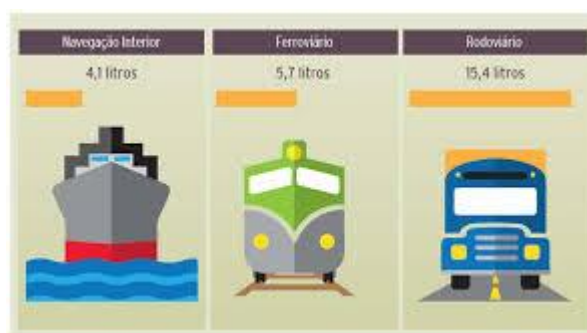 Navegação Interior
4,1 litros
Ferroviário
5,7 litros
Rodoviário
15,4 litros